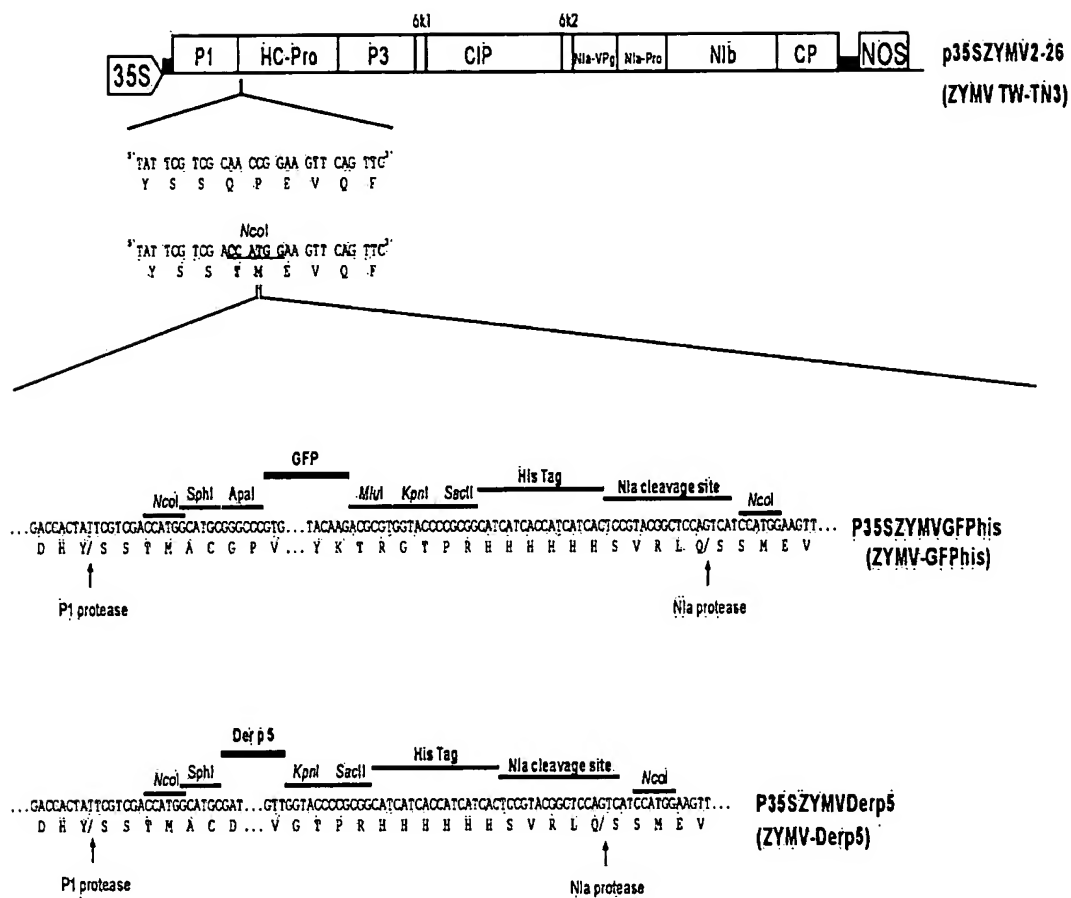 6k1 6k2
35S P1 HC-Pro P3 CIP NIa-VPg NIa-Pro NIb CP NOS
p35SZYMV2-26
(ZYMV TW-TN3)
5'TAT TCG TCG CAA CCG GAA GTT CAG TTC3'
Y S S Q P E V Q F
NcoI
5'TAT TCG TCG ACC ATG GAA GTT CAG TTC3'
Y S S T M E V Q F
GFP
NcoI SphI ApaI MluI KpnI SacII His Tag NIa cleavage site NcoI
...GACCACTATTCGTCGACCATGGCATGCGGGCCCGTG... TACAAGACGCGTGGTACCCCGCGGCATCATCACCATCATCACTCCGTACGGCTCCAGTCATCCATGGAAGTT...
D H Y/ S S T M A C G P V ... Y K T R G T P R H H H H H H S V R L Q/ S S M E V
P35SZYMVGFPhis
(ZYMV-GFPhis)
P1 protease NIa protease
Der p 5
NcoI SphI KpnI SacII His Tag NIa cleavage site. NcoI
...GACCACTATTCGTCGACCATGGCATGCGAT... GTTGGTACCCCGCGGCATCATCACCATCATCACTCCGTACGGCTCCAGTCATCCATGGAAGTT...
D H Y/ S S T M A C D ... V G T P R H H H H H H S V R L Q/ S S M E V
P35SZYMVDerp5
(ZYMV-Derp5)
P1 protease NIa protease